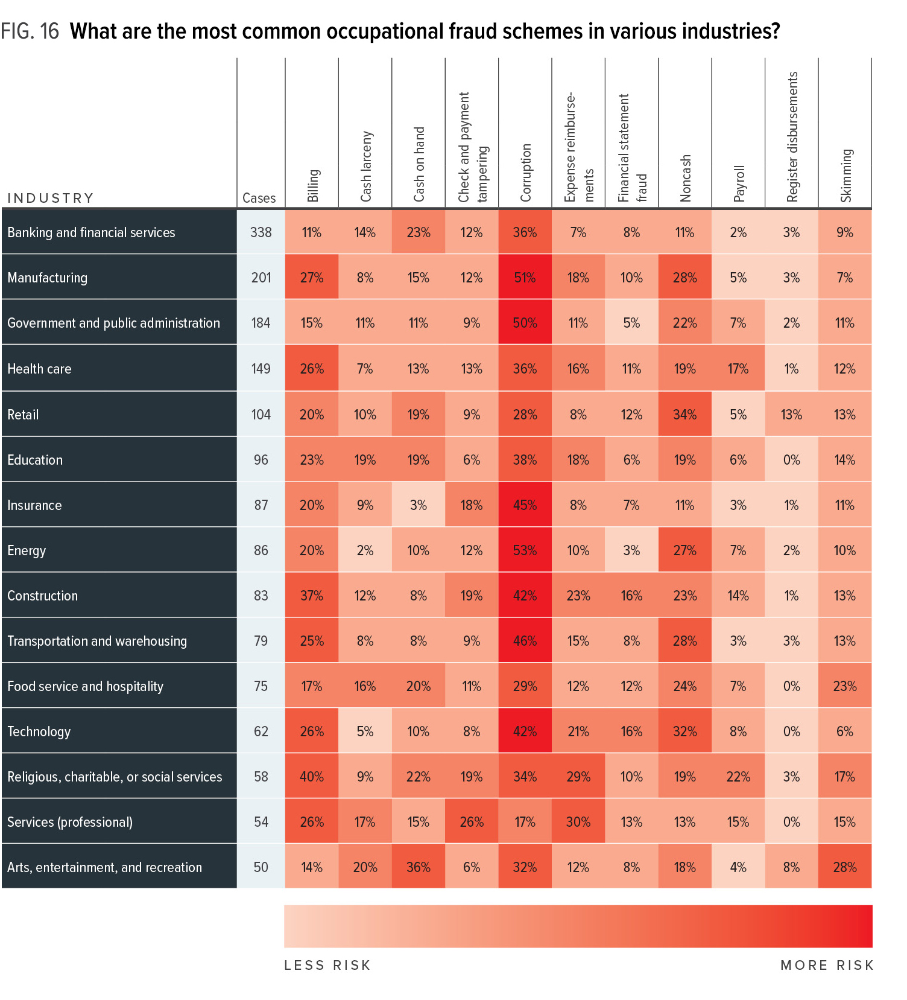 FIG. 16 What are the most common occupational fraud schemes in various industries?
INDUSTRY Cases Billing Cash larceny Cash on hand Check and payment tampering Corruption Expense reimburse-ments Financial statement fraud Noncash Payroll Register disbursements Skimming
Banking and financial services 338 11% 14% 23% 12% 36% 7% 8% 11% 2% 3% 9%
Manufacturing 201 27% 8% 15% 12% 51% 18% 10% 28% 5% 3% 7%
Government and public administration 184 15% 11% 11% 9% 50% 11% 5% 22% 7% 2% 11%
Health care 149 26% 7% 13% 13% 36% 16% 11% 19% 17% 1% 12%
Retail 104 20% 10% 19% 9% 28% 8% 12% 34% 5% 13% 13%
Education 96 23% 19% 19% 6% 38% 18% 6% 19% 6% 0% 14%
Insurance 87 20% 9% 3% 18% 45% 8% 7% 11% 3% 1% 11%
Energy 86 20% 2% 10% 12% 53% 10% 3% 27% 7% 2% 10%
Construction 83 37% 12% 8% 19% 42% 23% 16% 23% 14% 1% 13%
Transportation and warehousing 79 25% 8% 8% 9% 46% 15% 8% 28% 3% 3% 13%
Food service and hospitality 75 17% 16% 20% 11% 29% 12% 12% 24% 7% 0% 23%
Technology 62 26% 5% 10% 8% 42% 21% 16% 32% 8% 0% 6%
Religious, charitable, or social services 58 40% 9% 22% 19% 34% 29% 10% 19% 22% 3% 17%
Services (professional) 54 26% 17% 15% 26% 17% 30% 13% 13% 15% 0% 15%
Arts, entertainment, and recreation 50 14% 20% 36% 6% 32% 12% 8% 18% 4% 8% 28%
LESS RISK MORE RISK